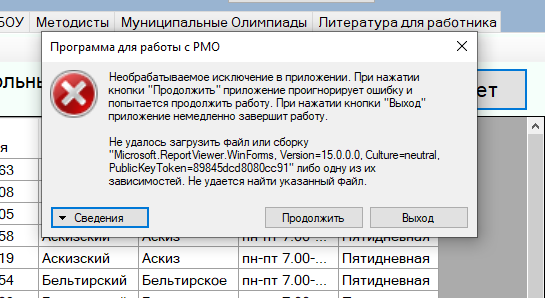 БОУ Методисты Муниципальные Олимпиады Литература для работника
Программа для работы с РМО
Необрабатываемое исключение в приложении. При нажатии
кнопки "Продолжить" приложение проигнорирует ошибку и
попытается продолжить работу. При нажатии кнопки "Выход"
приложение немедленно завершит работу.
Не удалось загрузить файл или сборку
"Microsoft.ReportViewer.WinForms, Version=15.0.0.0, Culture=neutral,
PublicKeyToken=89845dcd8080cc91" либо одну из их
зависимостей. Не удается найти указанный файл.
Сведения Продолжить Выход
63
08
05
58 Аскизский Аскиз пн-пт 7.00-... Пятидневная
19 Аскизский Аскиз пн-пт 7.00-... Пятидневная
54 Бельтирский Бельтирское пн-пт 7.00-... Пятидневная